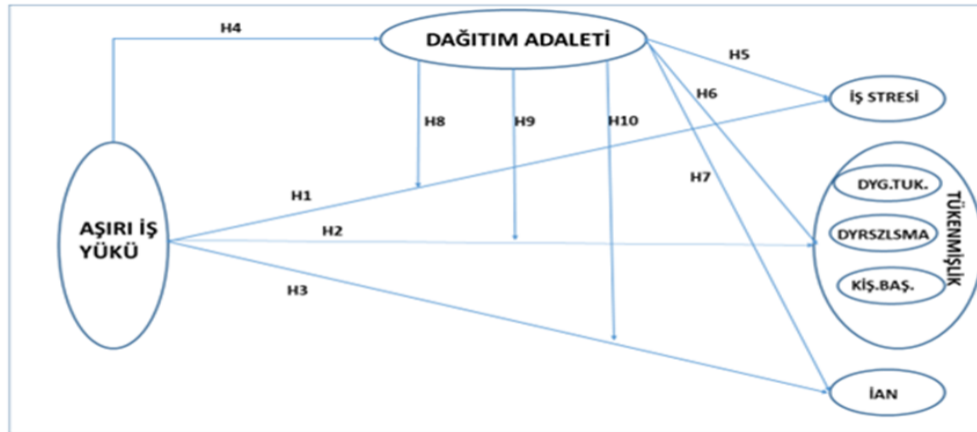 H4
DAĞITIM ADALETİ
H5
İŞ STRESİ
H6
H8
H9
H10
H7
DYG.TUK.
H1
AŞIRI İŞ
YÜKÜ
H2
DYRSZLSMA
TÜKENMİŞLİK
H3
KİŞ.BAŞ.
İAN